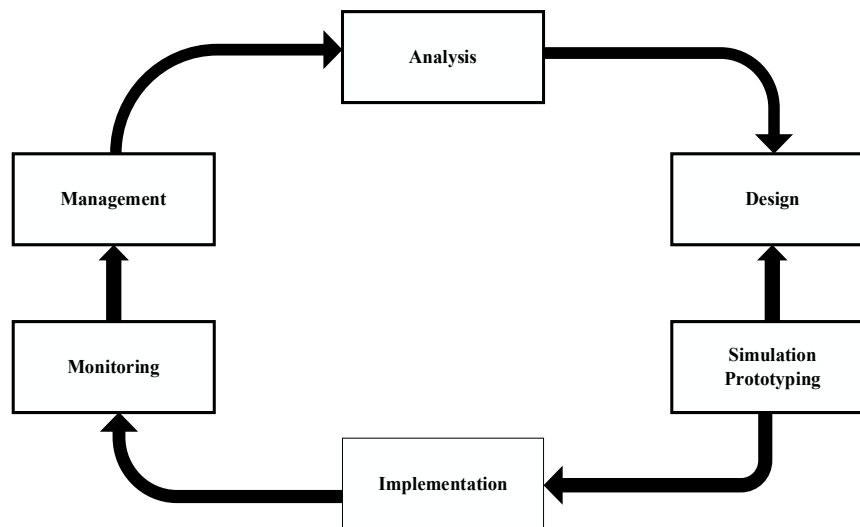 Analysis
Management
Design
Monitoring
Simulation
Prototyping
Implementation